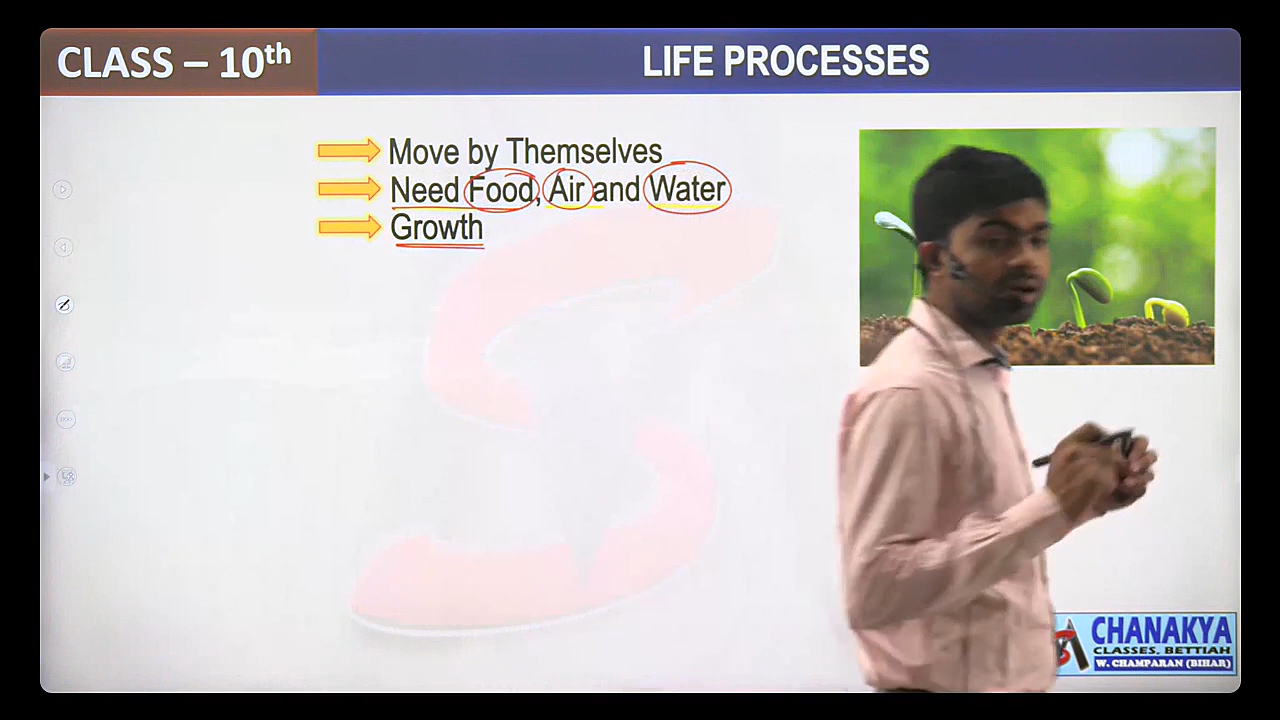 CLASS – 10th
LIFE PROCESSES
Move by Themselves
Need Food, Air and Water
Growth
CHANAKYA
CLASSES, BETTIAH
W. CHAMPARAN (BIHAR)